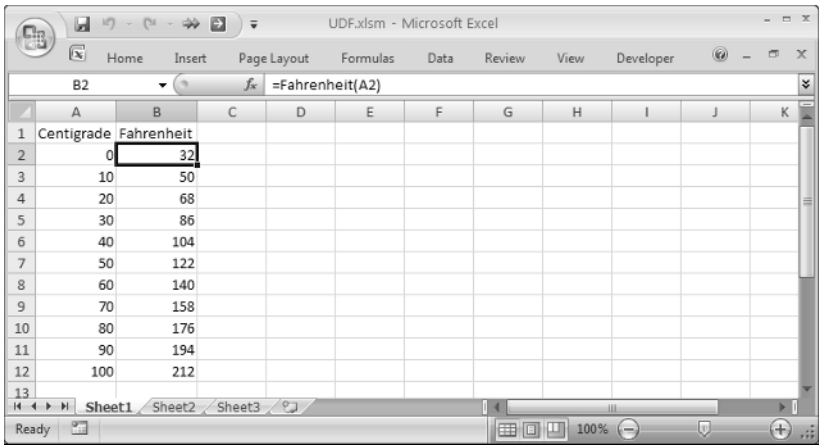 UDF.xlsm - Microsoft Excel
Home Insert Page Layout Formulas Data Review View Developer
B2 fx =Fahrenheit(A2)
A B C D E F G H I J K
1 Centigrade Fahrenheit
2 0 32
3 10 50
4 20 68
5 30 86
6 40 104
7 50 122
8 60 140
9 70 158
10 80 176
11 90 194
12 100 212
13
Sheet1 Sheet2 Sheet3
Ready 100%